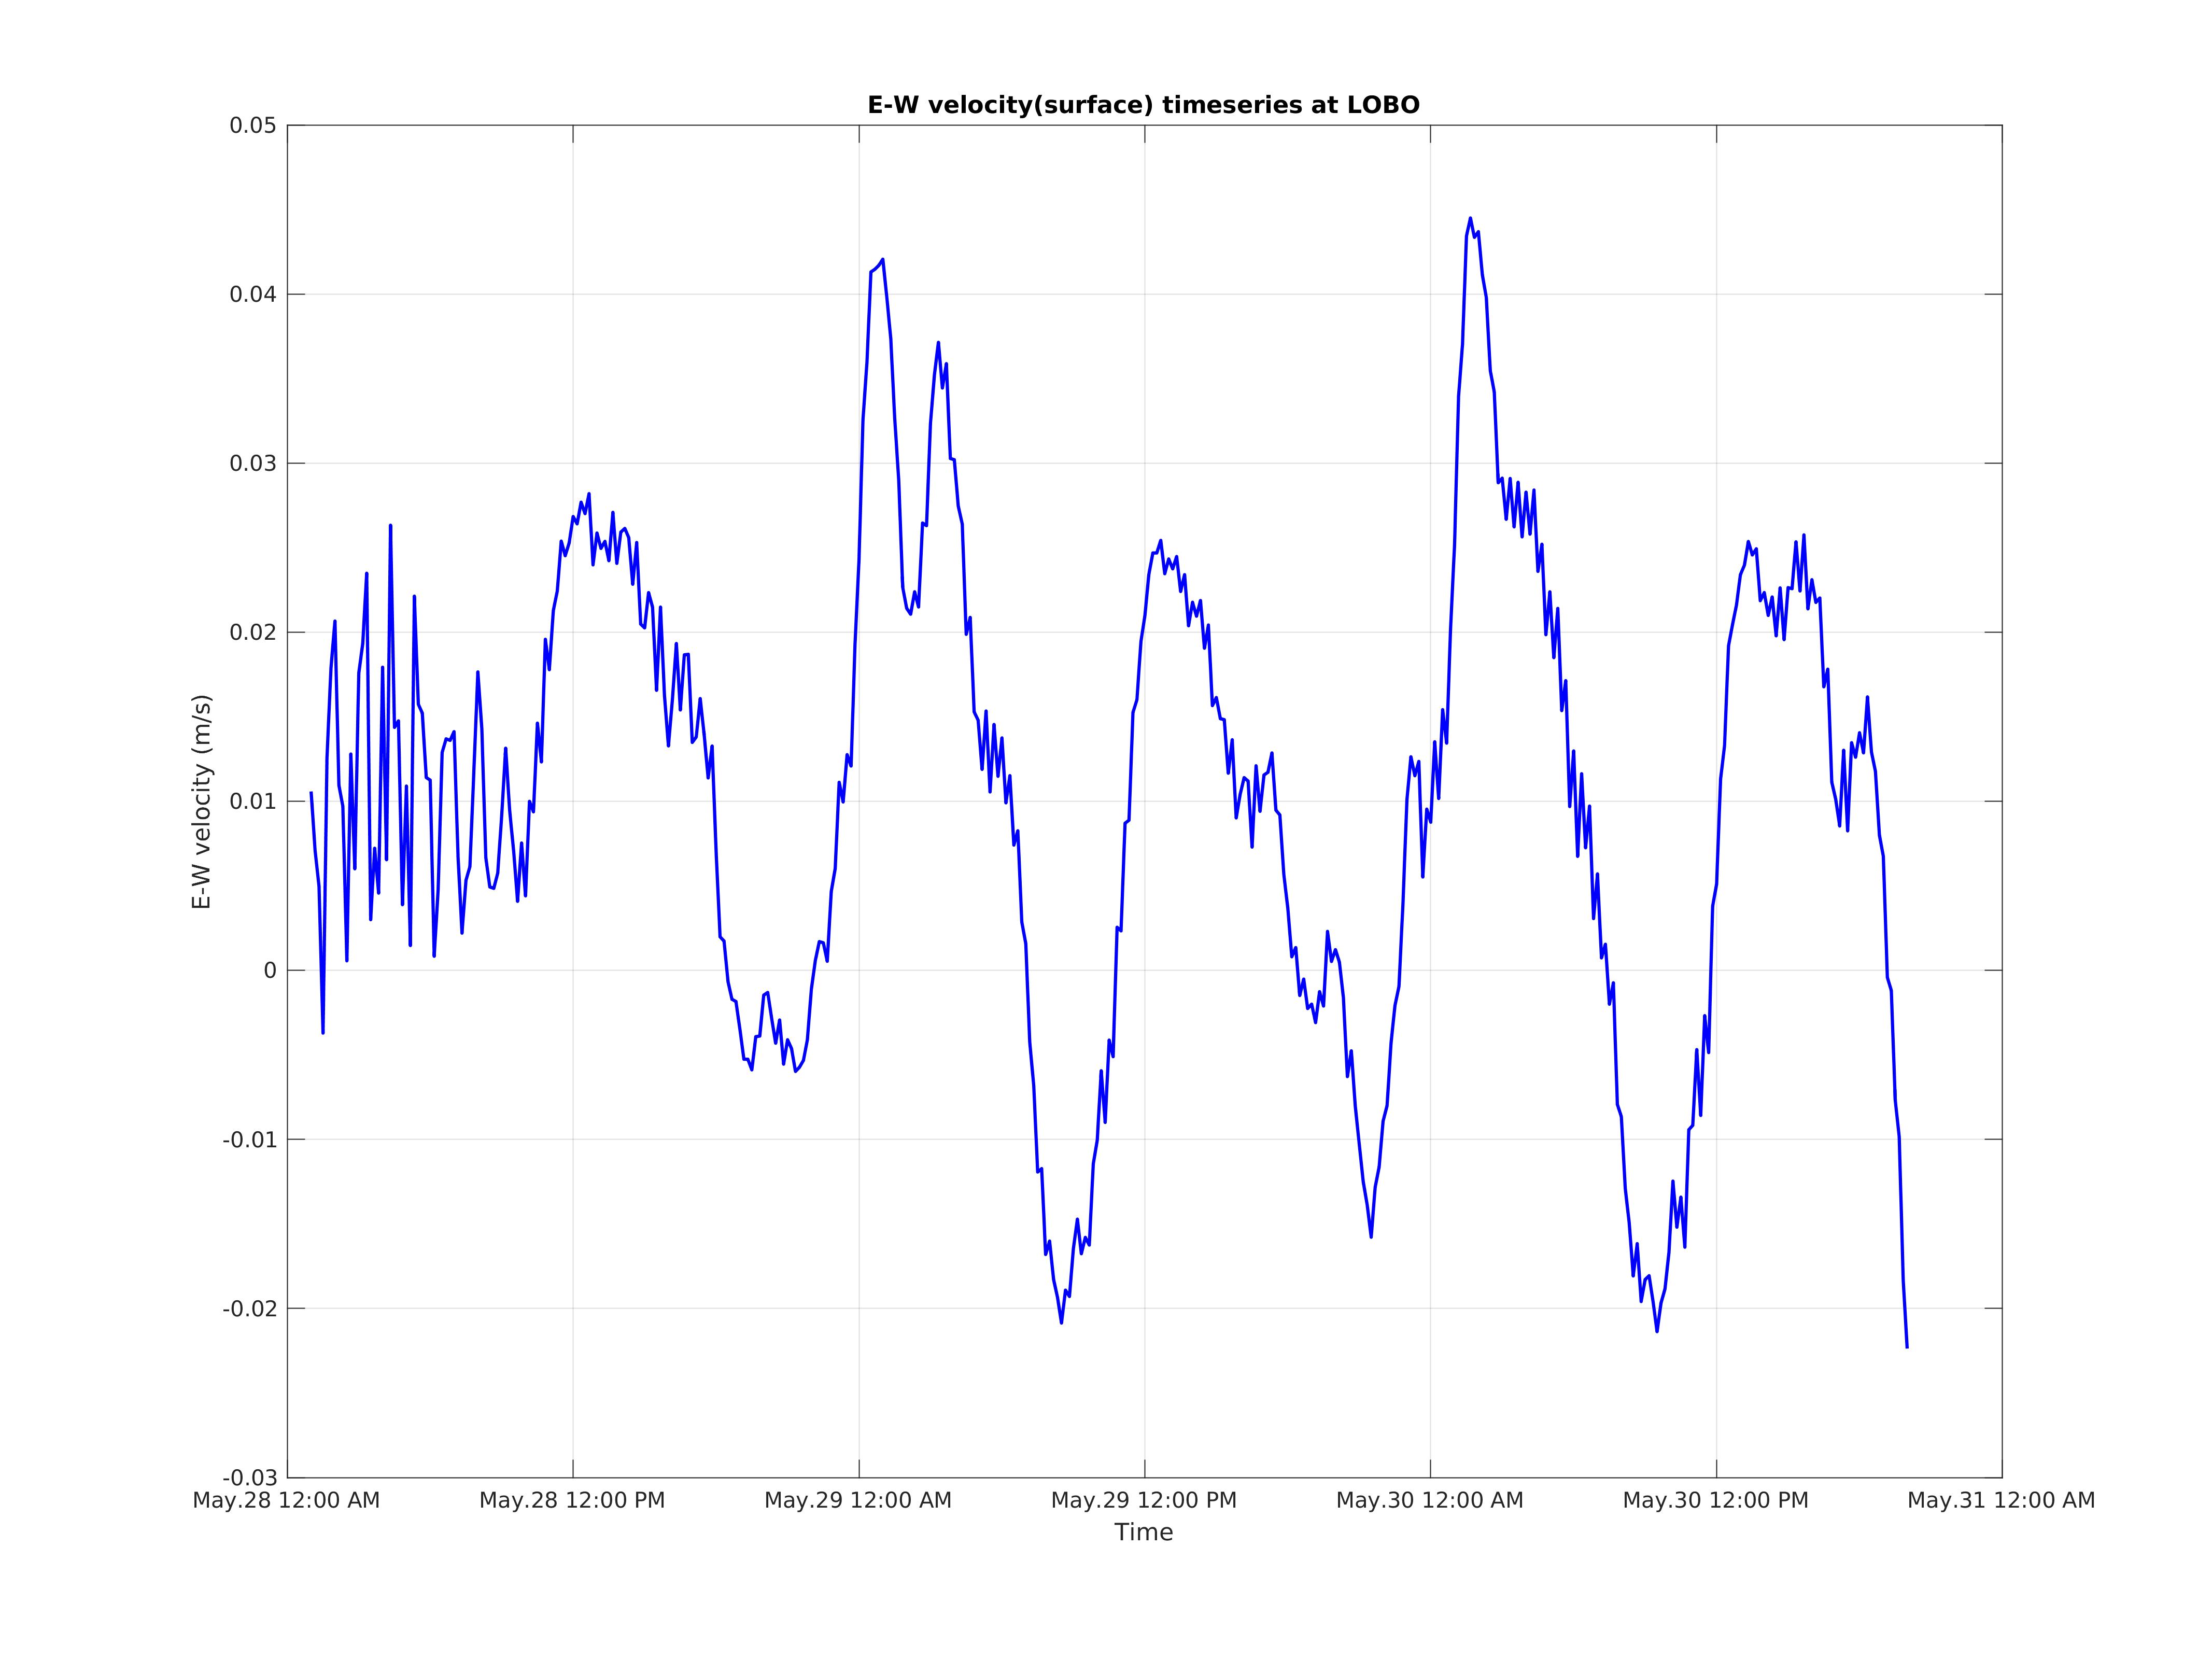 E-W velocity(surface) timeseries at LOBO
0.05
0.04
0.03
0.02
0.01
0
-0.01
-0.02
-0.03
E-W velocity (m/s)
May.28 12:00 AM
May.28 12:00 PM
May.29 12:00 AM
May.29 12:00 PM
May.30 12:00 AM
May.30 12:00 PM
May.31 12:00 AM
Time